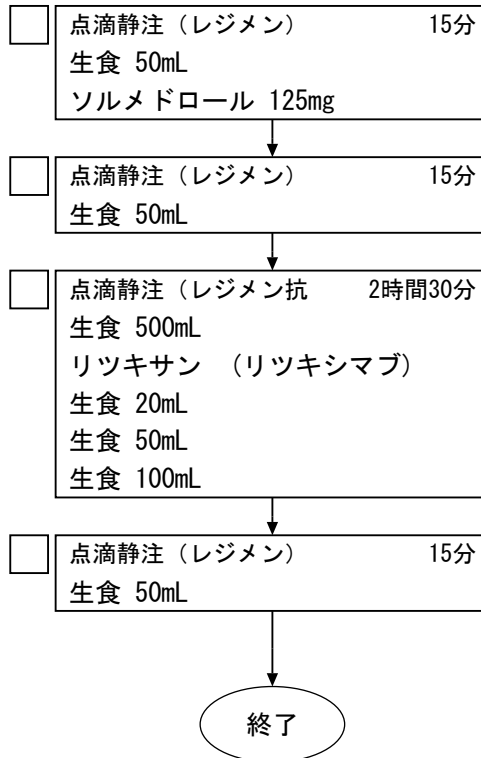 点滴静注（レジメン） 15分
生食 50mL
ソルメドロール 125mg
点滴静注（レジメン） 15分
生食 50mL
点滴静注（レジメン抗 2時間30分
生食 500mL
リツキサン （リツキシマブ）
生食 20mL
生食 50mL
生食 100mL
点滴静注（レジメン） 15分
生食 50mL
終了